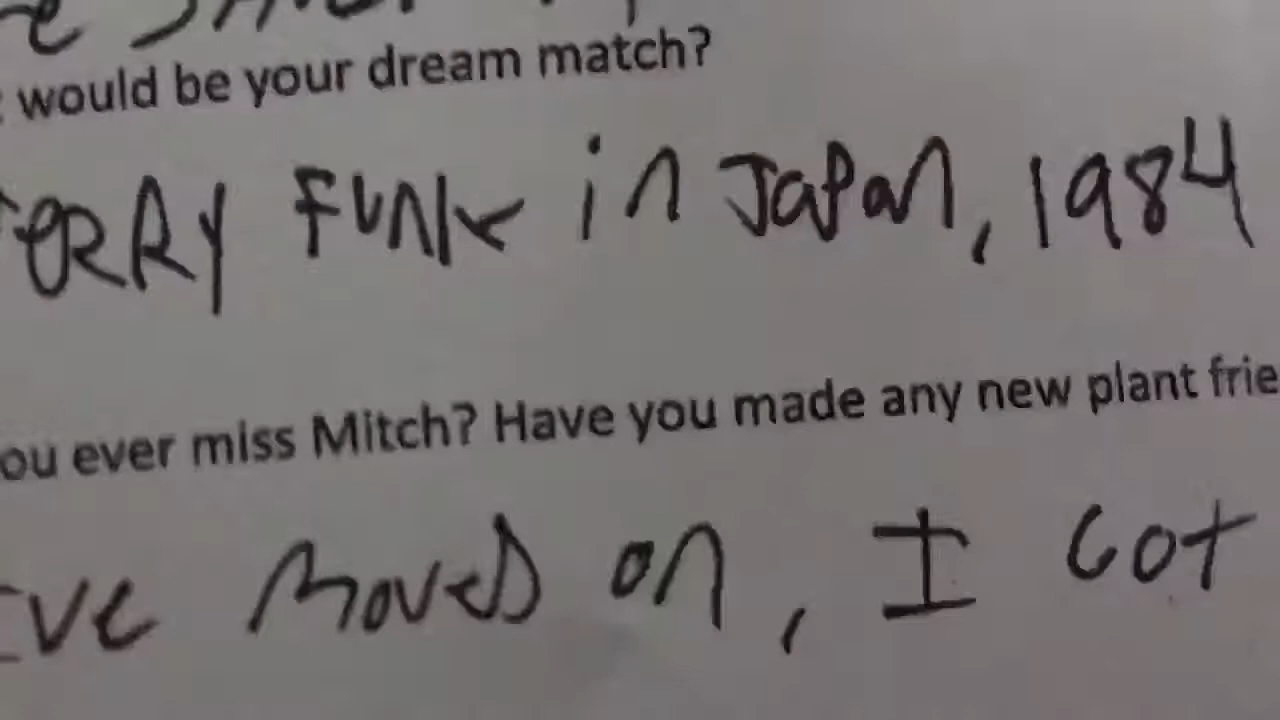 would be your dream match?
TERRY FUNK in JaPan, 1984
ou ever miss Mitch? Have you made any new plant frie
I'VE moveD on, I GoT